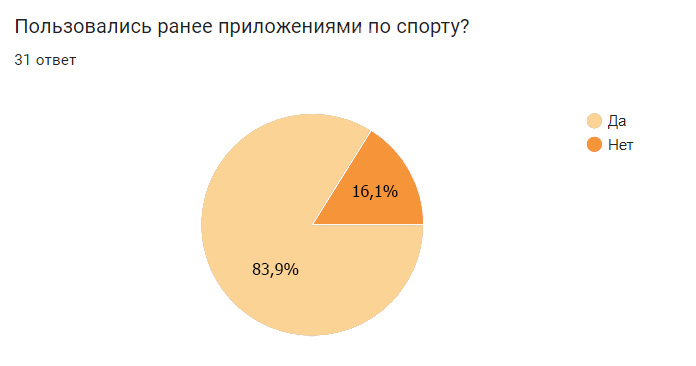 Пользовались ранее приложениями по спорту?
31 ответ
Да
Нет
16,1%
83,9%